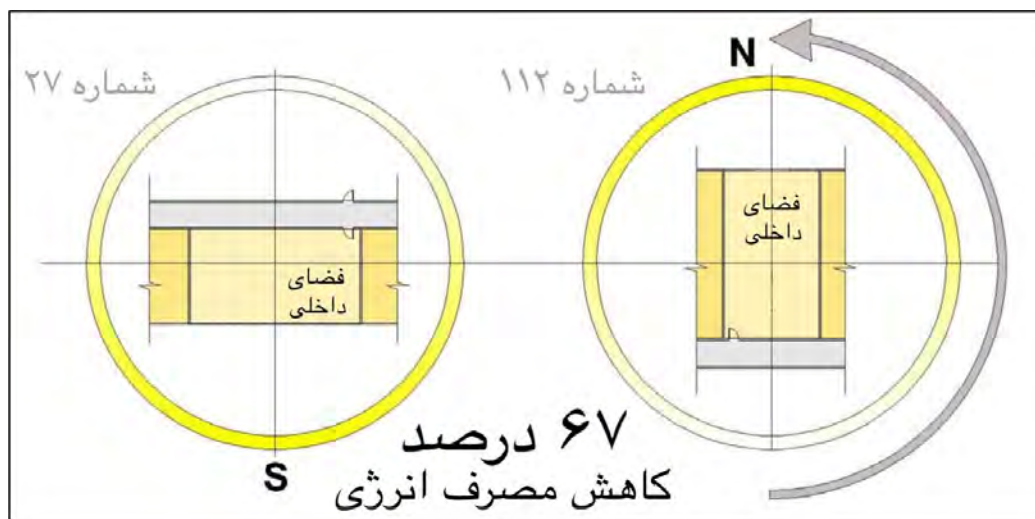 N
شماره ۱۱۲
شماره ۲۷
فضای
داخلی
فضای
داخلی
S
۶۷ درصد
کاهش مصرف انرژی